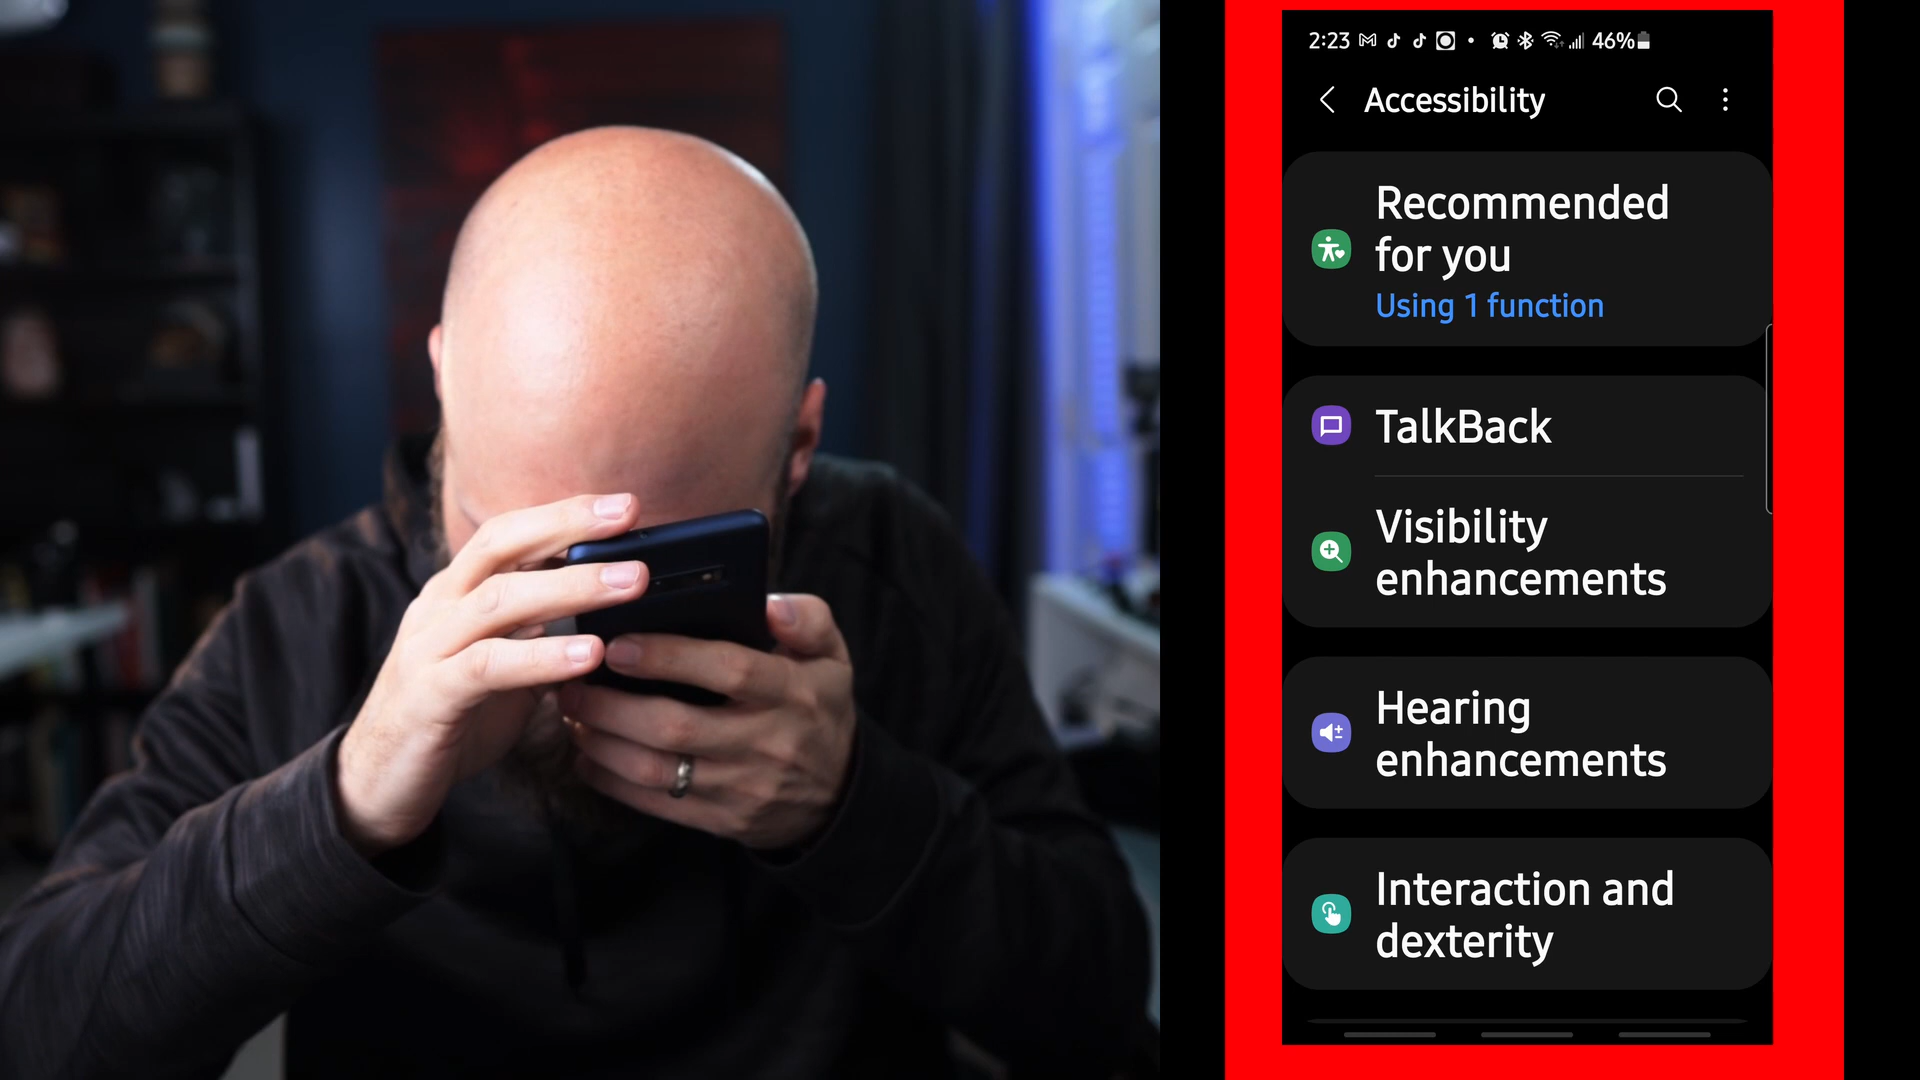 2:23 46%
Accessibility
Recommended
for you
Using 1 function
TalkBack
Visibility
enhancements
Hearing
enhancements
Interaction and
dexterity